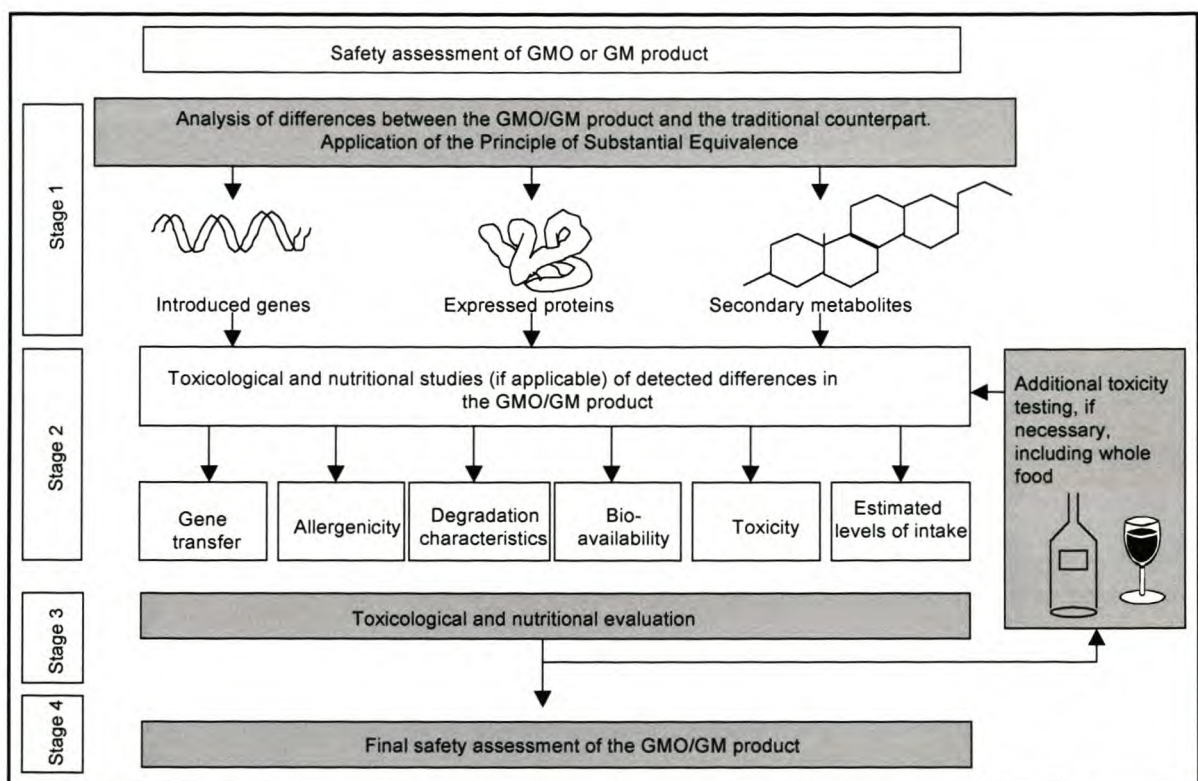 Safety assessment of GMO or GM product
Stage 1
Analysis of differences between the GMO/GM product and the traditional counterpart.
Application of the Principle of Substantial Equivalence
Introduced genes
Expressed proteins
Secondary metabolites
Stage 2
Toxicological and nutritional studies (if applicable) of detected differences in
the GMO/GM product
Additional toxicity
testing, if
necessary,
including whole
food
Gene
transfer
Allergenicity
Degradation
characteristics
Bio-
availability
Toxicity
Estimated
levels of intake
Stage 3
Toxicological and nutritional evaluation
Stage 4
Final safety assessment of the GMO/GM product